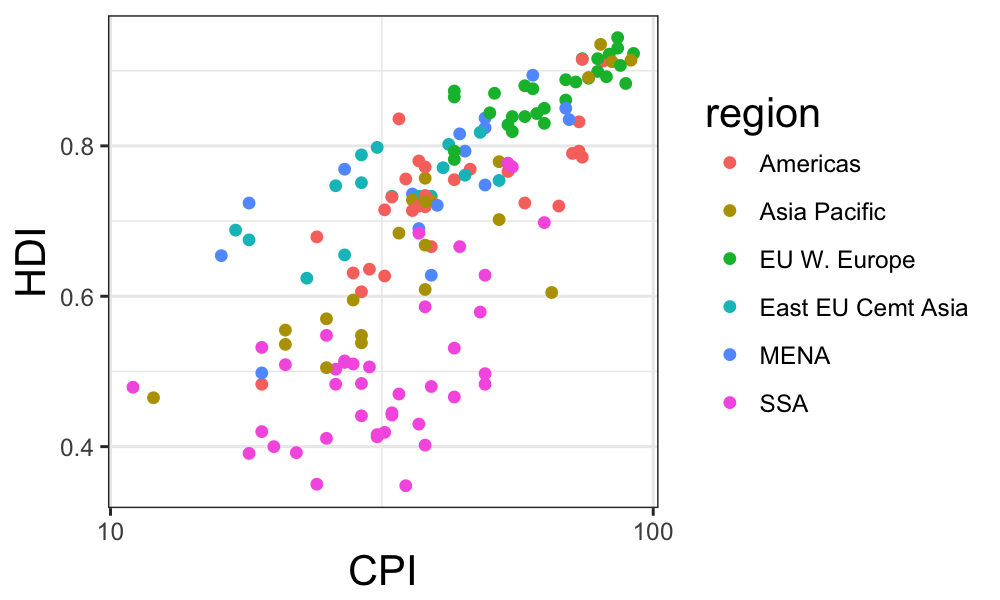 HDI
0.8
0.6
0.4
10
100
CPI
region
Americas
Asia Pacific
EU W. Europe
East EU Cemt Asia
MENA
SSA